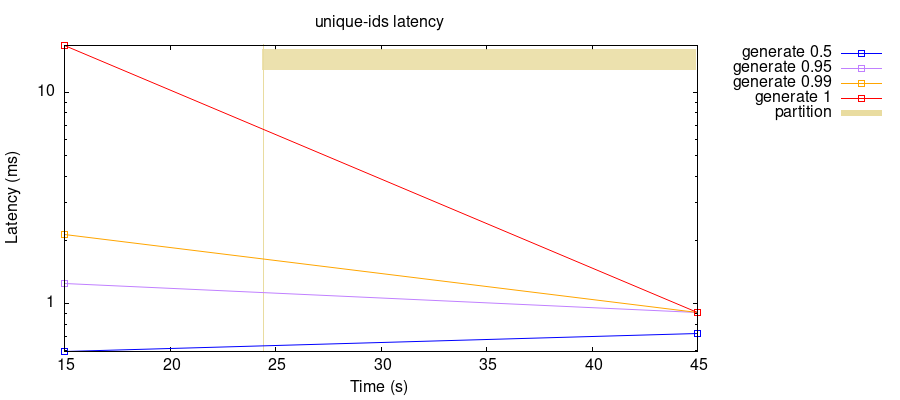 unique-ids latency
generate 0.5
generate 0.95
generate 0.99
generate 1
partition
10
1
Latency (ms)
15 20 25 30 35 40 45
Time (s)